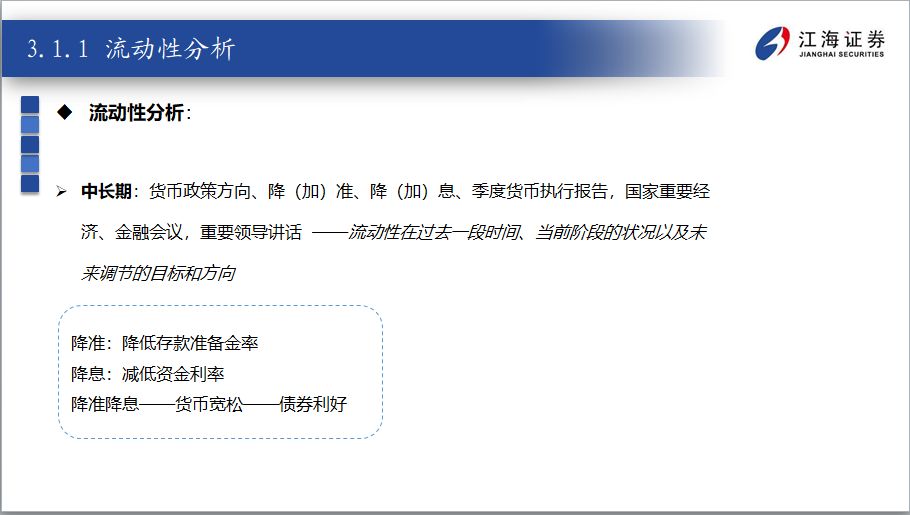 3.1.1 流动性分析
江海证券
JIANGHAI SECURITIES
◆ 流动性分析：
➢ 中长期：货币政策方向、降（加）准、降（加）息、季度货币执行报告，国家重要经
济、金融会议，重要领导讲话 ——流动性在过去一段时间、当前阶段的状况以及未
来调节的目标和方向
降准：降低存款准备金率
降息：减低资金利率
降准降息——货币宽松——债券利好